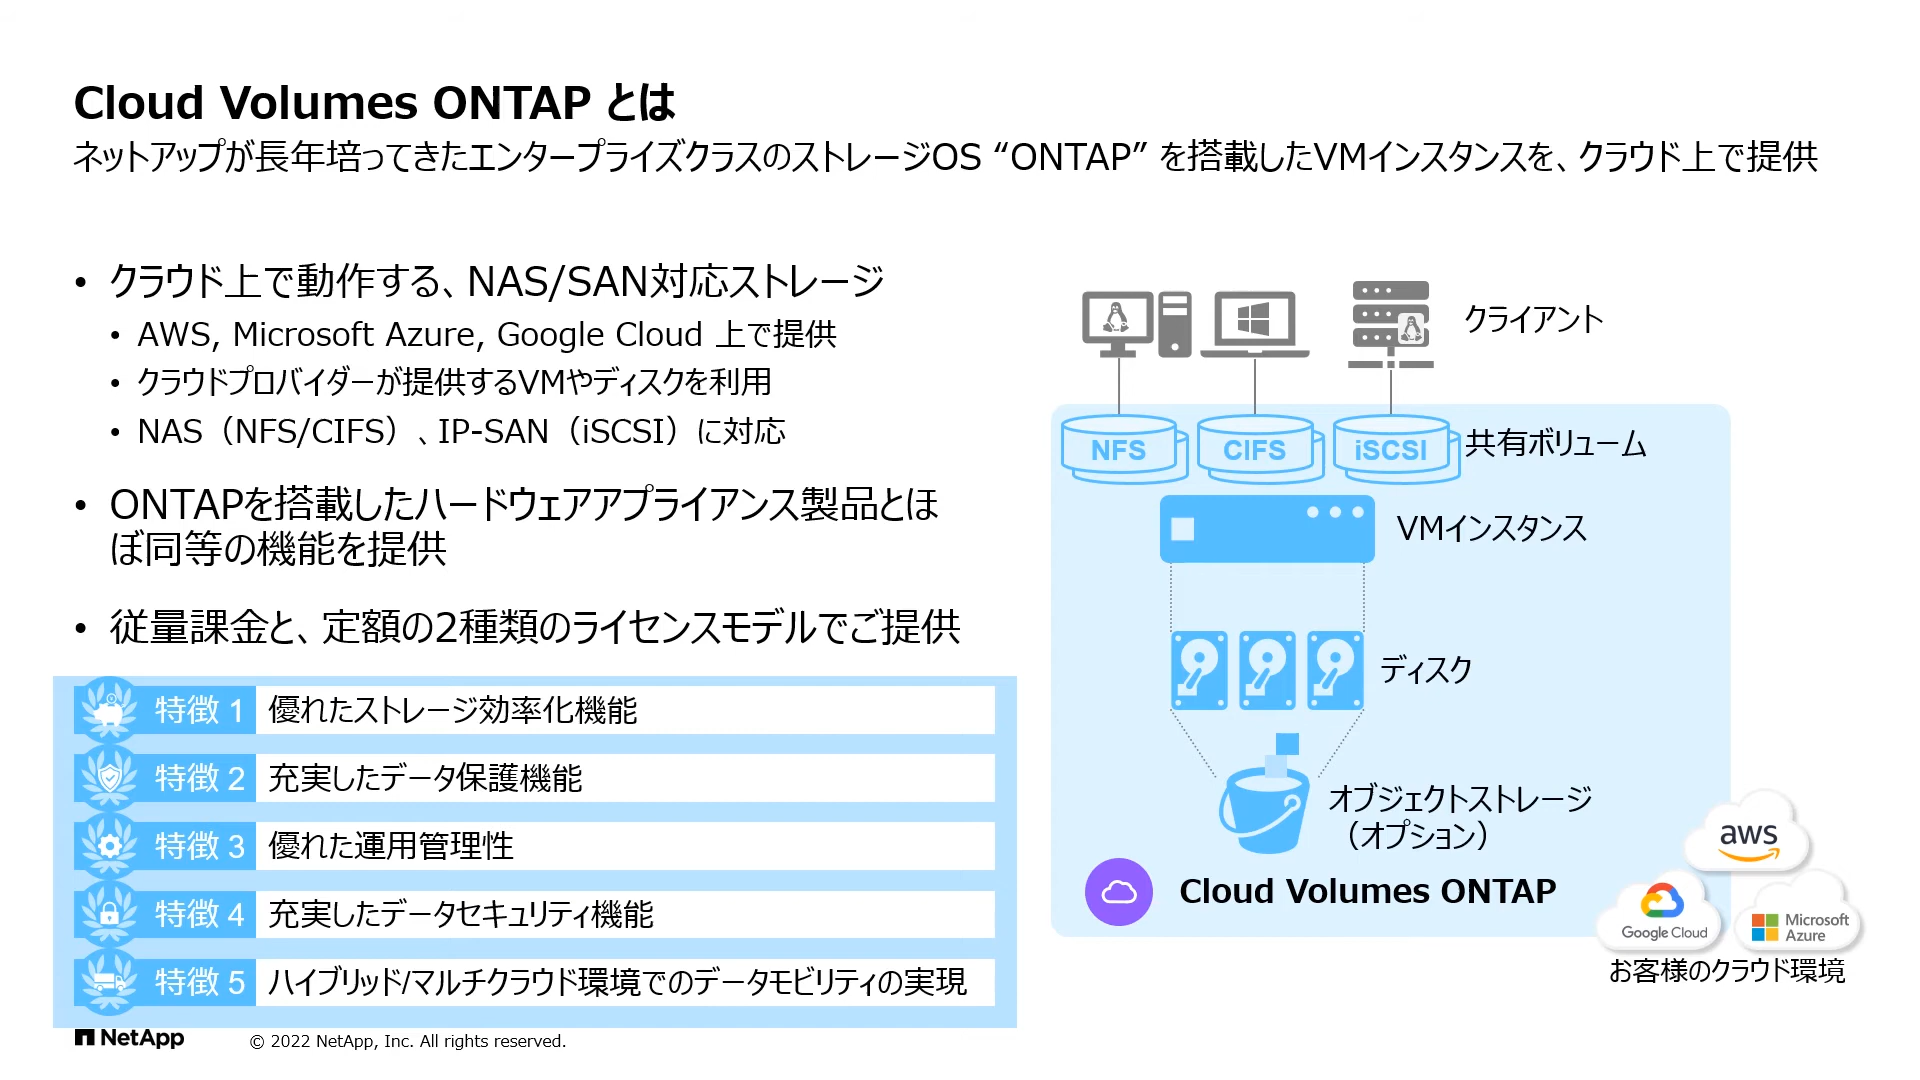 Cloud Volumes ONTAP とは
ネットアップが長年培ってきたエンタープライズクラスのストレージOS “ONTAP” を搭載したVMインスタンスを、クラウド上で提供
• クラウド上で動作する、NAS/SAN対応ストレージ
• AWS, Microsoft Azure, Google Cloud 上で提供
• クラウドプロバイダーが提供するVMやディスクを利用
• NAS（NFS/CIFS）、IP-SAN（iSCSI）に対応
• ONTAPを搭載したハードウェアアプライアンス製品とほ
ぼ同等の機能を提供
• 従量課金と、定額の2種類のライセンスモデルでご提供
特徴 1 優れたストレージ効率化機能
特徴 2 充実したデータ保護機能
特徴 3 優れた運用管理性
特徴 4 充実したデータセキュリティ機能
特徴 5 ハイブリッド/マルチクラウド環境でのデータモビリティの実現
クライアント
NFS CIFS iSCSI 共有ボリューム
VMインスタンス
ディスク
オブジェクトストレージ
（オプション）
Cloud Volumes ONTAP
aws
Google Cloud
Microsoft
Azure
お客様のクラウド環境
NetApp
© 2022 NetApp, Inc. All rights reserved.